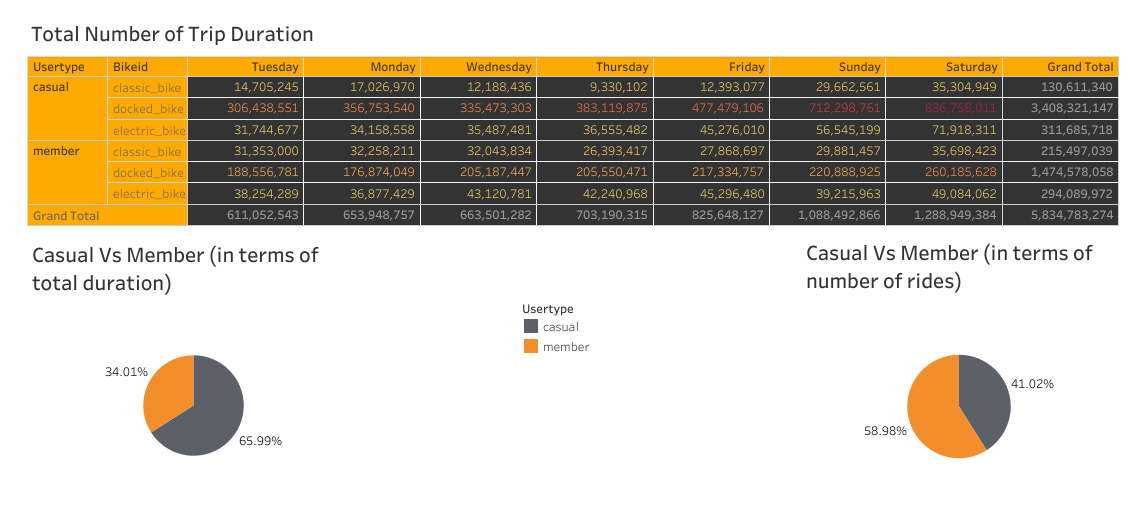 Total Number of Trip Duration
Usertype Bikeid Tuesday Monday Wednesday Thursday Friday Sunday Saturday Grand Total
casual classic_bike 14,705,245 17,026,970 12,188,436 9,330,102 12,393,077 29,662,561 35,304,949 130,611,340
docked_bike 306,438,551 356,753,540 335,473,303 383,119,875 477,479,106 712,298,761 836,758,011 3,408,321,147
electric_bike 31,744,677 34,158,558 35,487,481 36,555,482 45,276,010 56,545,199 71,918,311 311,685,718
member classic_bike 31,353,000 32,258,211 32,043,834 26,393,417 27,868,697 29,881,457 35,698,423 215,497,039
docked_bike 188,556,781 176,874,049 205,187,447 205,550,471 217,334,757 220,888,925 260,185,628 1,474,578,058
electric_bike 38,254,289 36,877,429 43,120,781 42,240,968 45,296,480 39,215,963 49,084,062 294,089,972
Grand Total 611,052,543 653,948,757 663,501,282 703,190,315 825,648,127 1,088,492,866 1,288,949,384 5,834,783,274
Casual Vs Member (in terms of
total duration)
Casual Vs Member (in terms of
number of rides)
Usertype
casual
member
34.01%
65.99%
41.02%
58.98%